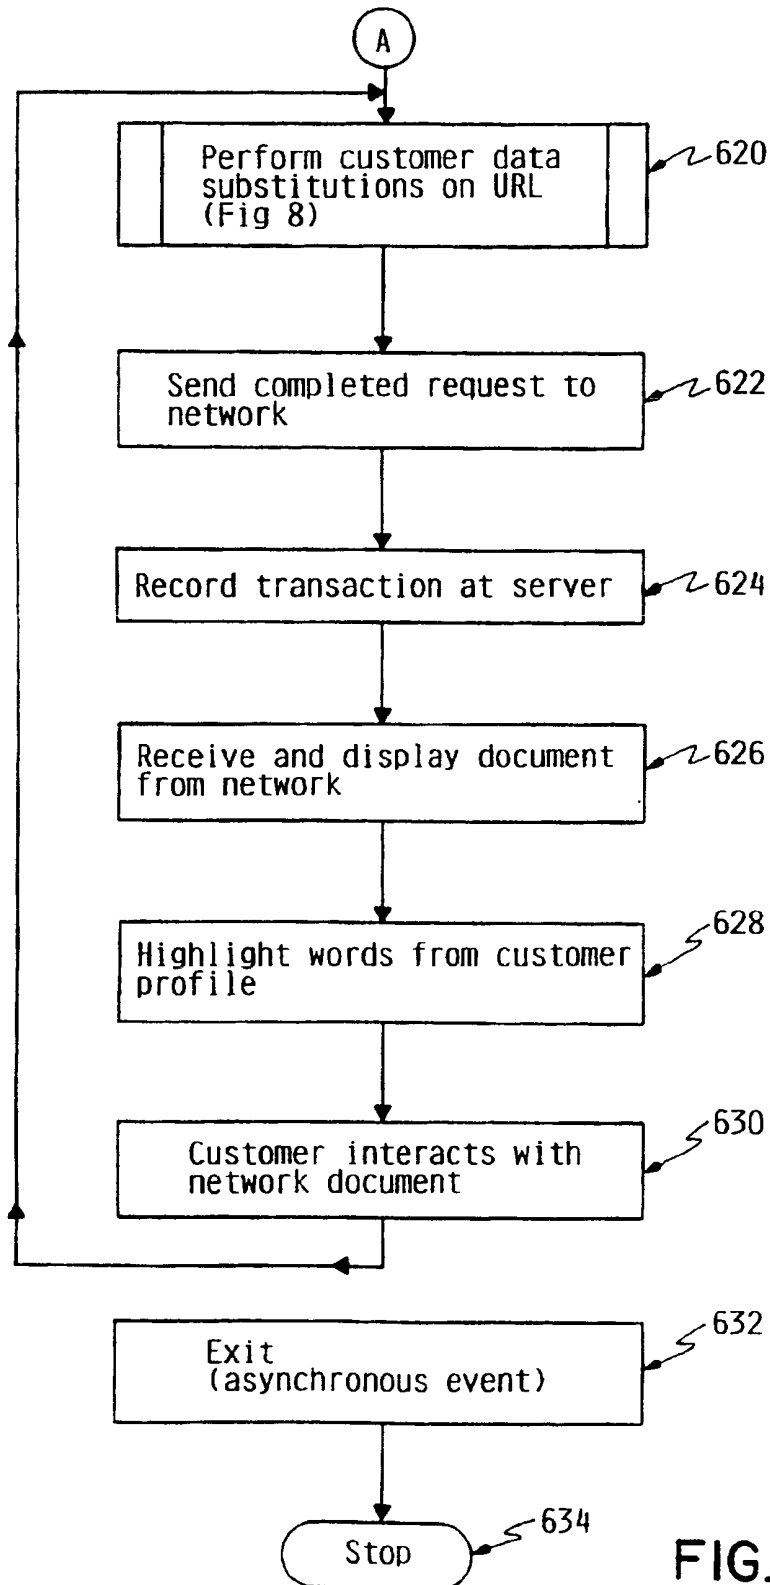 A
Perform customer data
substitutions on URL
(Fig 8)
620
Send completed request to
network
622
Record transaction at server
624
Receive and display document
from network
626
Highlight words from customer
profile
628
Customer interacts with
network document
630
Exit
(asynchronous event)
632
Stop
634
FIG.